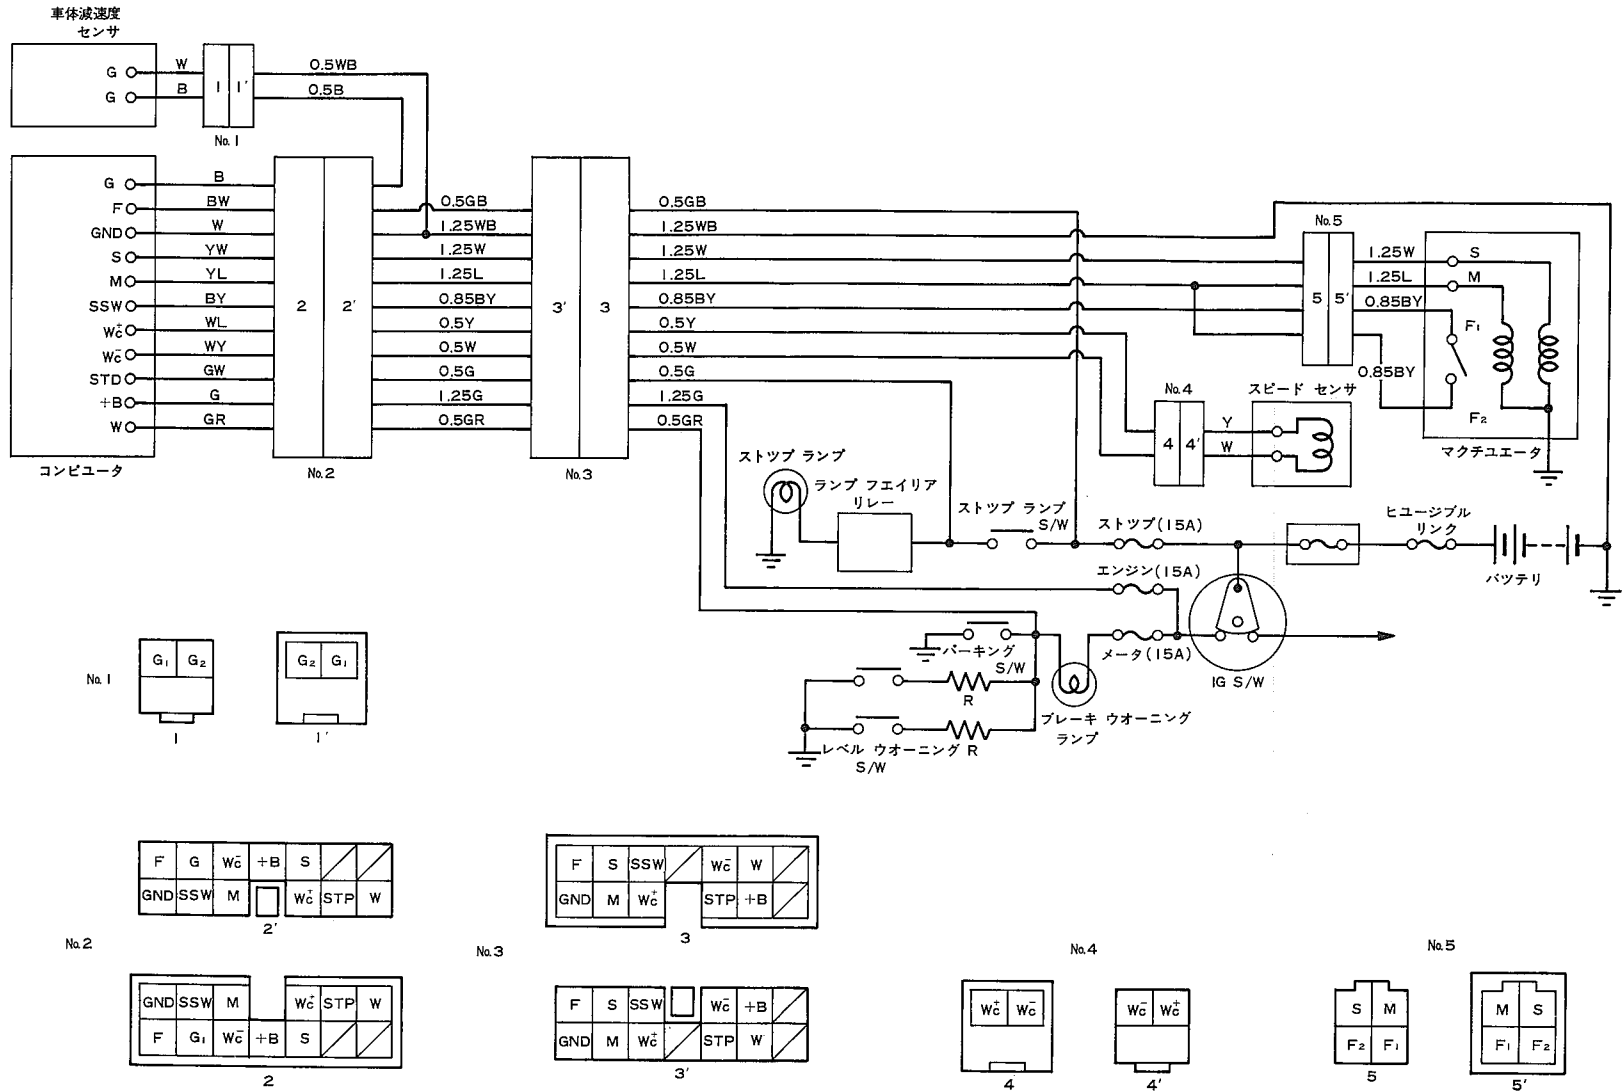 車体減速度
センサ
G W 0.5WB
G B 1 1' 0.5B
No.1
G B
F BW 0.5GB 0.5GB
GND W 1.25WB 1.25WB No.5
S YW 1.25W 1.25W 1.25W S
M YL 1.25L 1.25L 1.25L M
SSW BY 2 2' 0.85BY 3' 3 0.85BY 5 5' 0.85BY
Wc+ WL 0.5Y 0.5Y F1
Wc- WY 0.5W 0.5W
STD GW 0.5G 0.5G 0.85BY
+B G 1.25G 1.25G No.4 スピード センサ
W GR 0.5GR 0.5GR F2
4 4' Y
W
コンピュータ No.2 No.3 マクチユエータ
ストツプ ランプ
ランプ フエイリア
リレー
ストツプ ランプ
S/W
ストツプ(15A)
ヒユージブル
リンク
バツテリ
エンジン(15A)
パーキング
S/W
メータ(15A)
IG S/W
R
ブレーキ ウオーニング
ランプ
レベル ウオーニング R
S/W
No.1
G1 G2
1
G2 G1
1'
No.2
F G Wc- +B S
GND SSW M Wc+ STP W
2'
GND SSW M Wc+ STP W
F G1 Wc- +B S
2
No.3
F S SSW Wc- W
GND M Wc+ STP +B
3
F S SSW Wc- +B
GND M Wc+ STP W
3'
No.4
Wc+ Wc-
4
Wc- Wc+
4'
No.5
S M
F2 F1
5
M S
F1 F2
5'